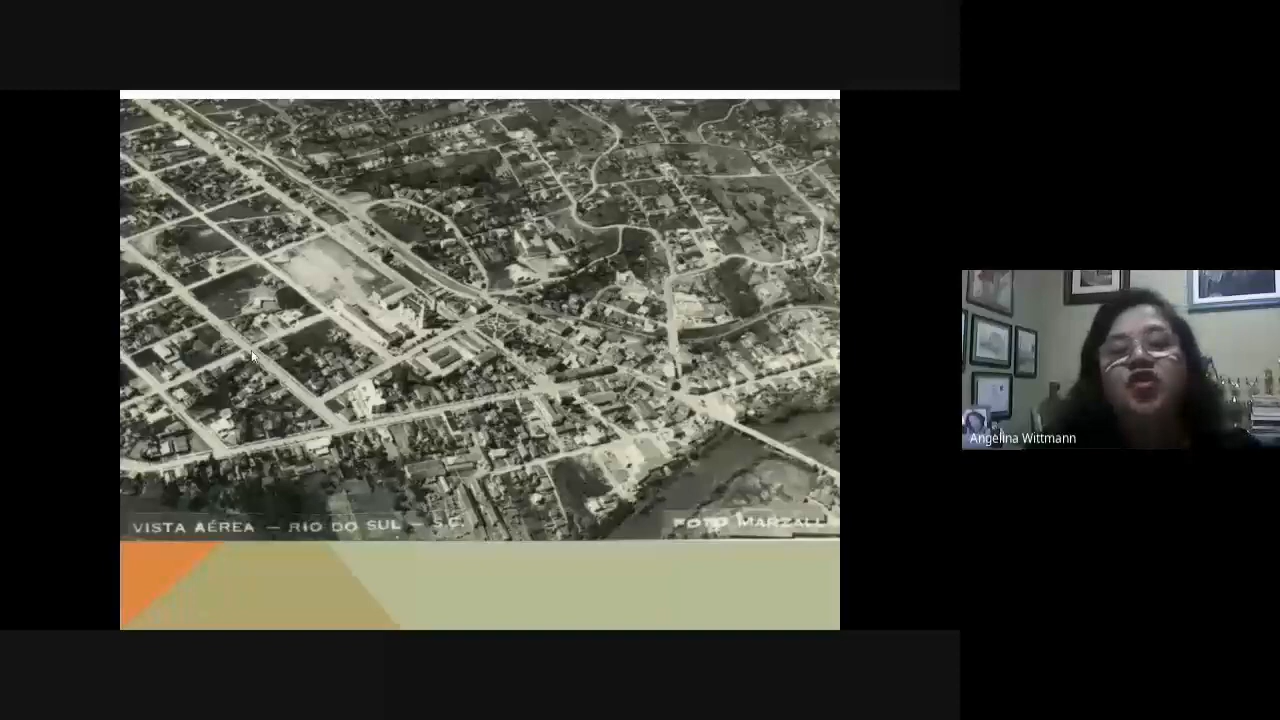 VISTA AÉREA — RIO DO SUL — S.C.
FOTO MARZALL
Angelina Wittmann